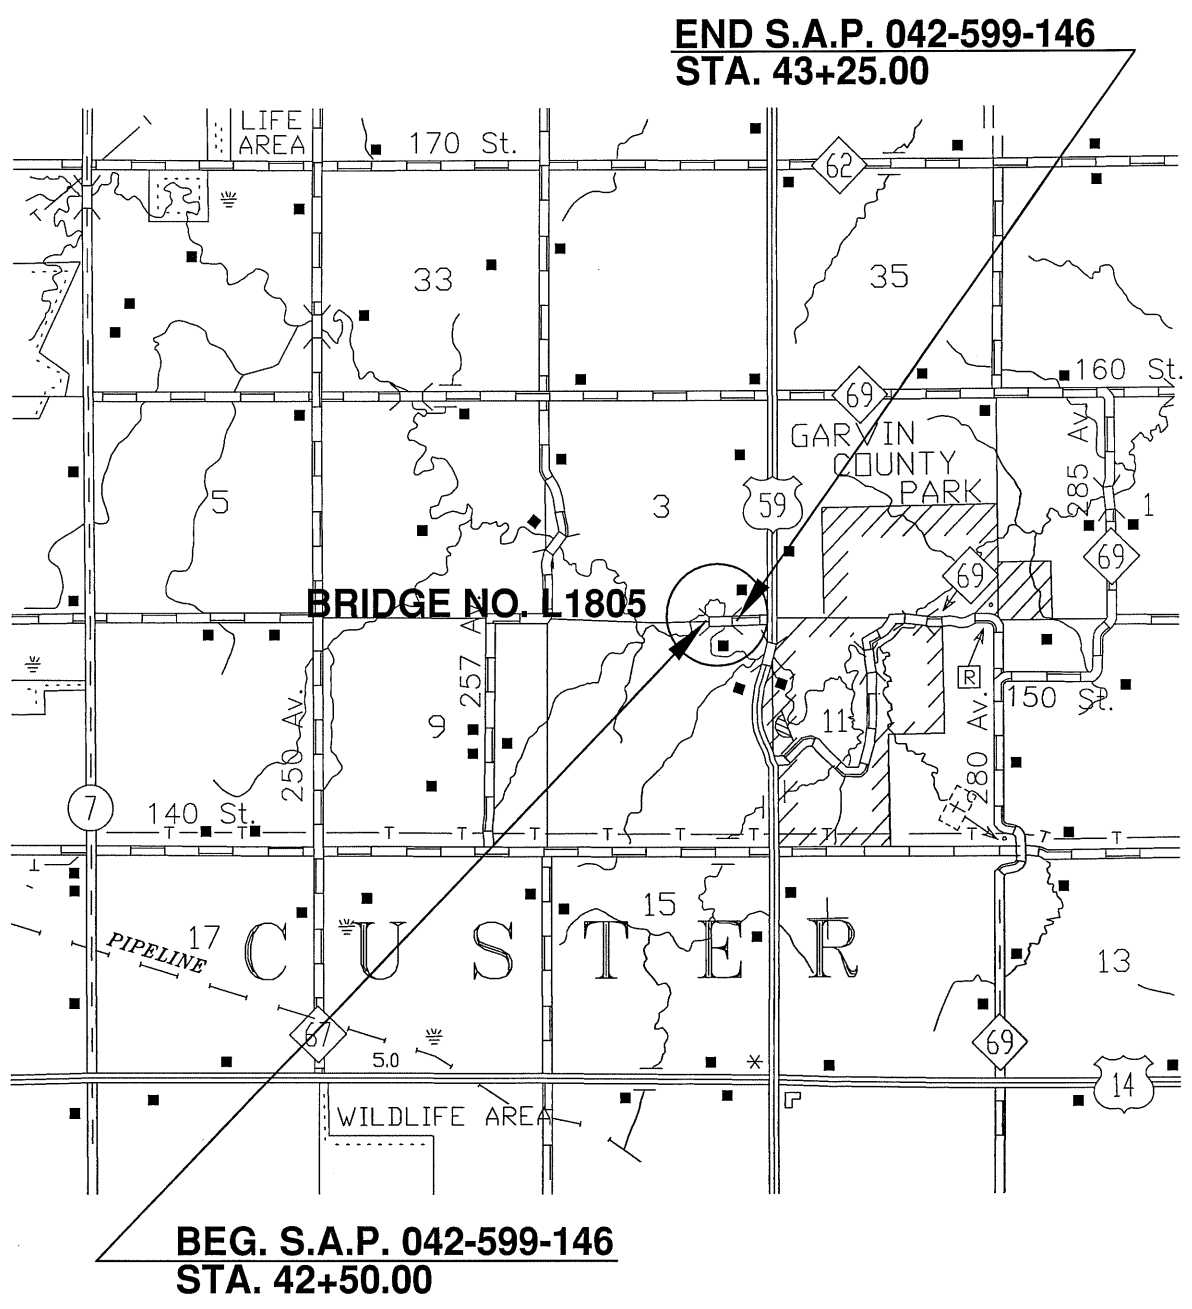 END S.A.P. 042-599-146
STA. 43+25.00
LIFE
AREA
170 St.
62
33
35
160 St.
69
GARVIN
COUNTY
PARK
285 Av.
5
3
59
1
69
69
BRIDGE NO. L1805
257 A
R
150 St.
9
11
250 Av.
280 Av.
7
140 St.
T T T T T T T T T T
15
17
CUSTER
PIPELINE
13
67
5.0
69
14
WILDLIFE AREA
BEG. S.A.P. 042-599-146
STA. 42+50.00